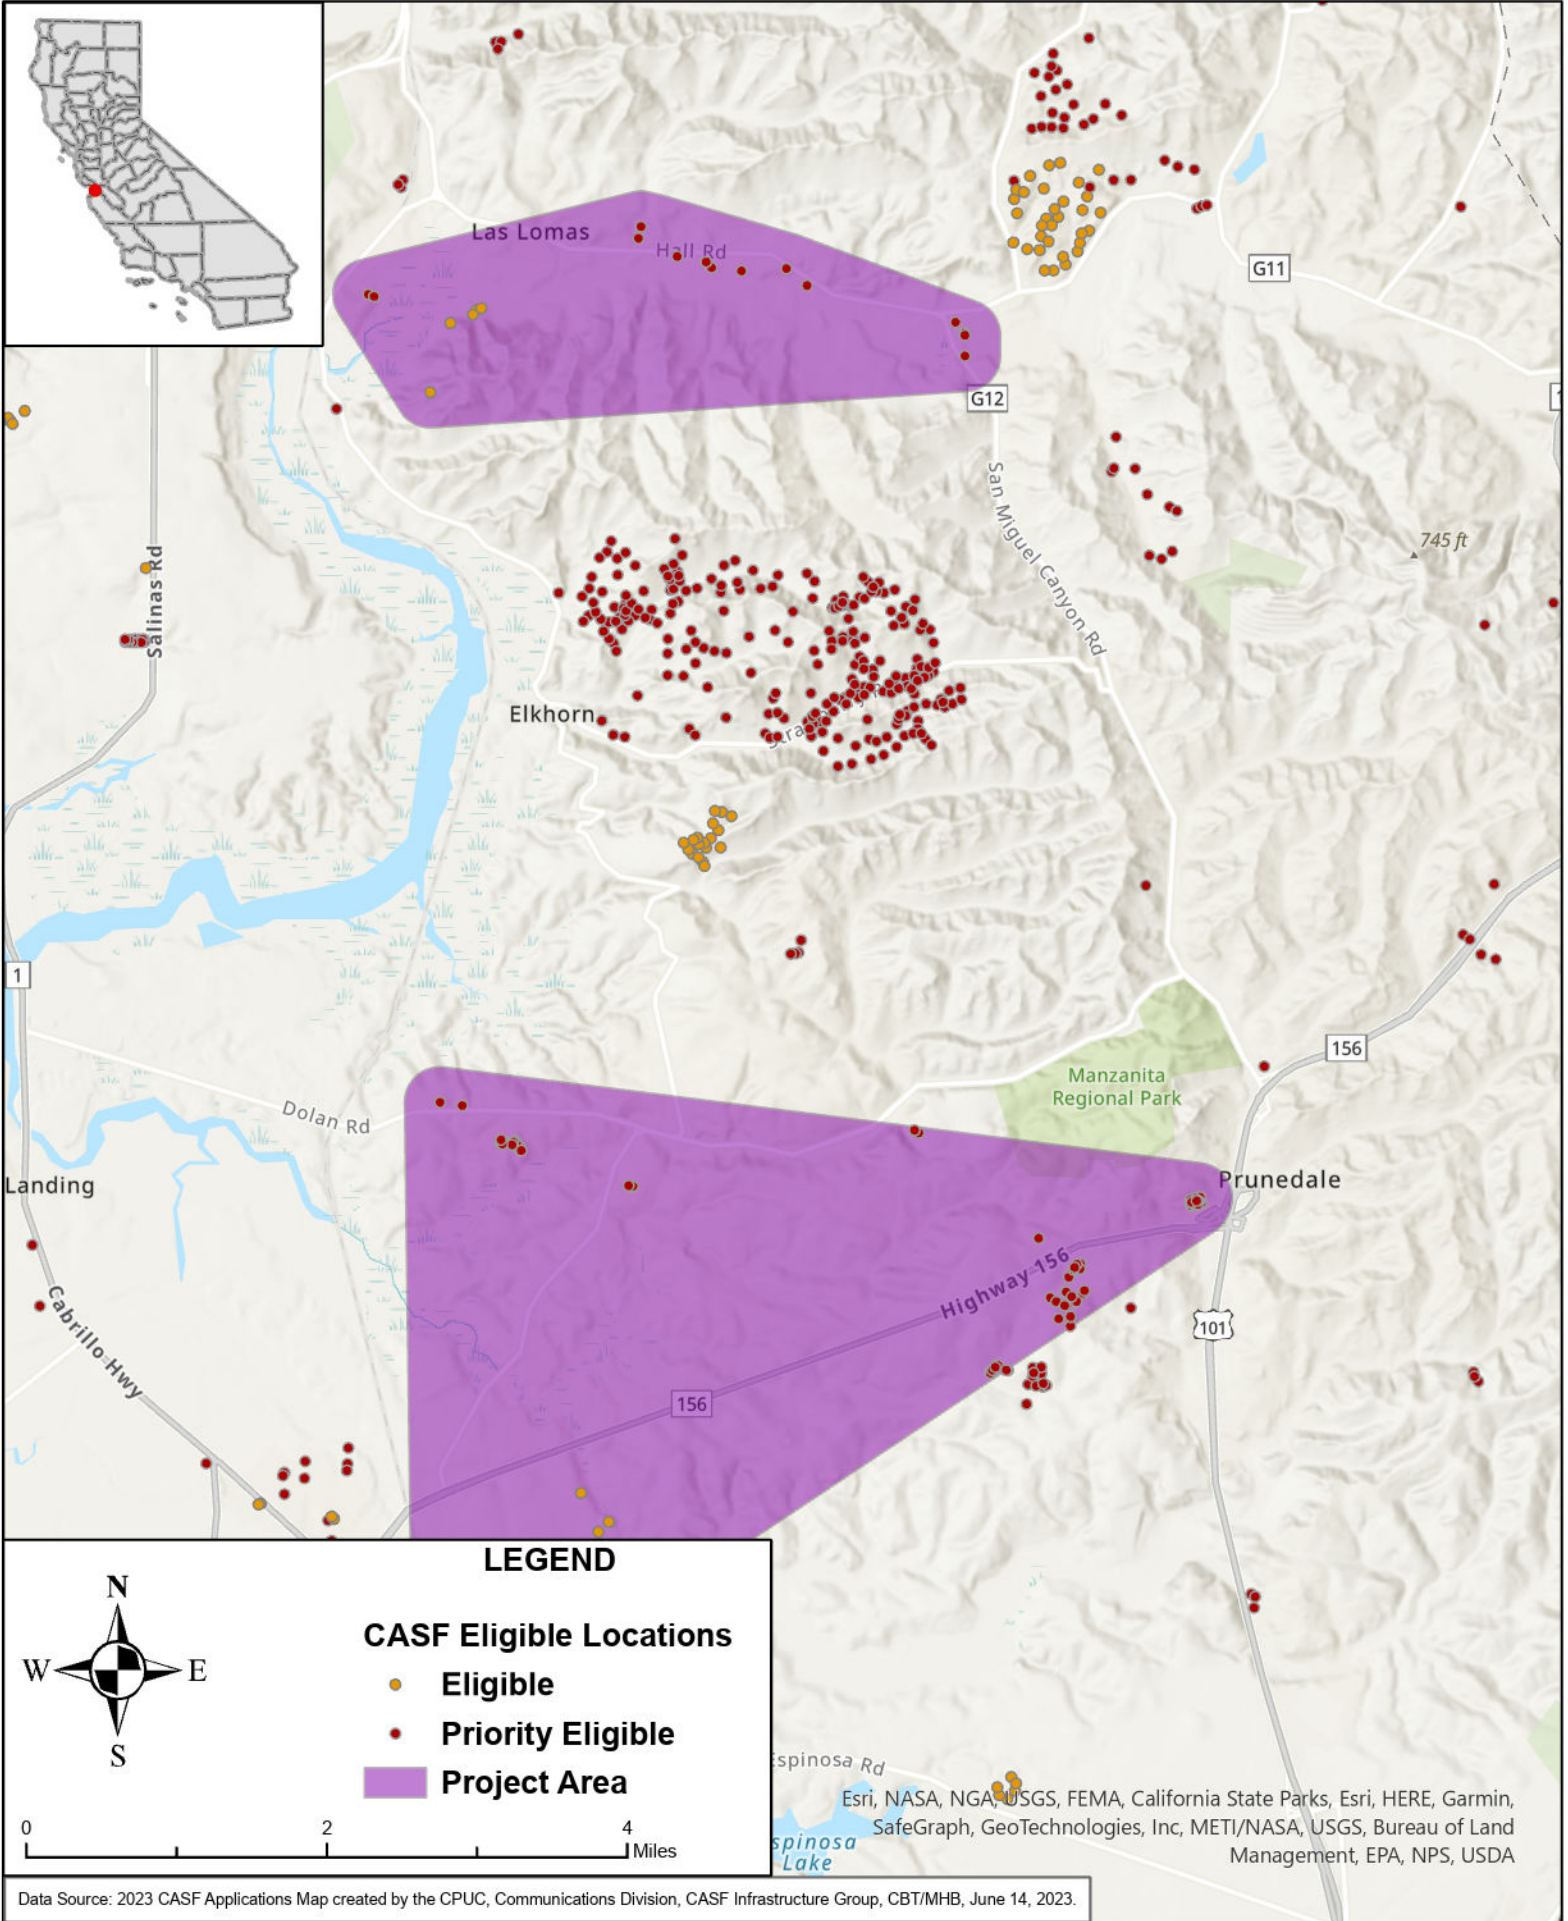 Las Lomas
Hall Rd
G11
G12
San Miguel Canyon Rd
745 ft
Salinas Rd
Elkhorn
1
156
Manzanita
Regional Park
Dolan Rd
Landing
Prunedale
Highway 156
Cabrillo Hwy
101
156
LEGEND
N
W E
S
CASF Eligible Locations
Eligible
Priority Eligible
Project Area
0 2 4
Miles
Espinosa Rd
spinosa
Lake
Esri, NASA, NGA, USGS, FEMA, California State Parks, Esri, HERE, Garmin,
SafeGraph, GeoTechnologies, Inc, METI/NASA, USGS, Bureau of Land
Management, EPA, NPS, USDA
Data Source: 2023 CASF Applications Map created by the CPUC, Communications Division, CASF Infrastructure Group, CBT/MHB, June 14, 2023.